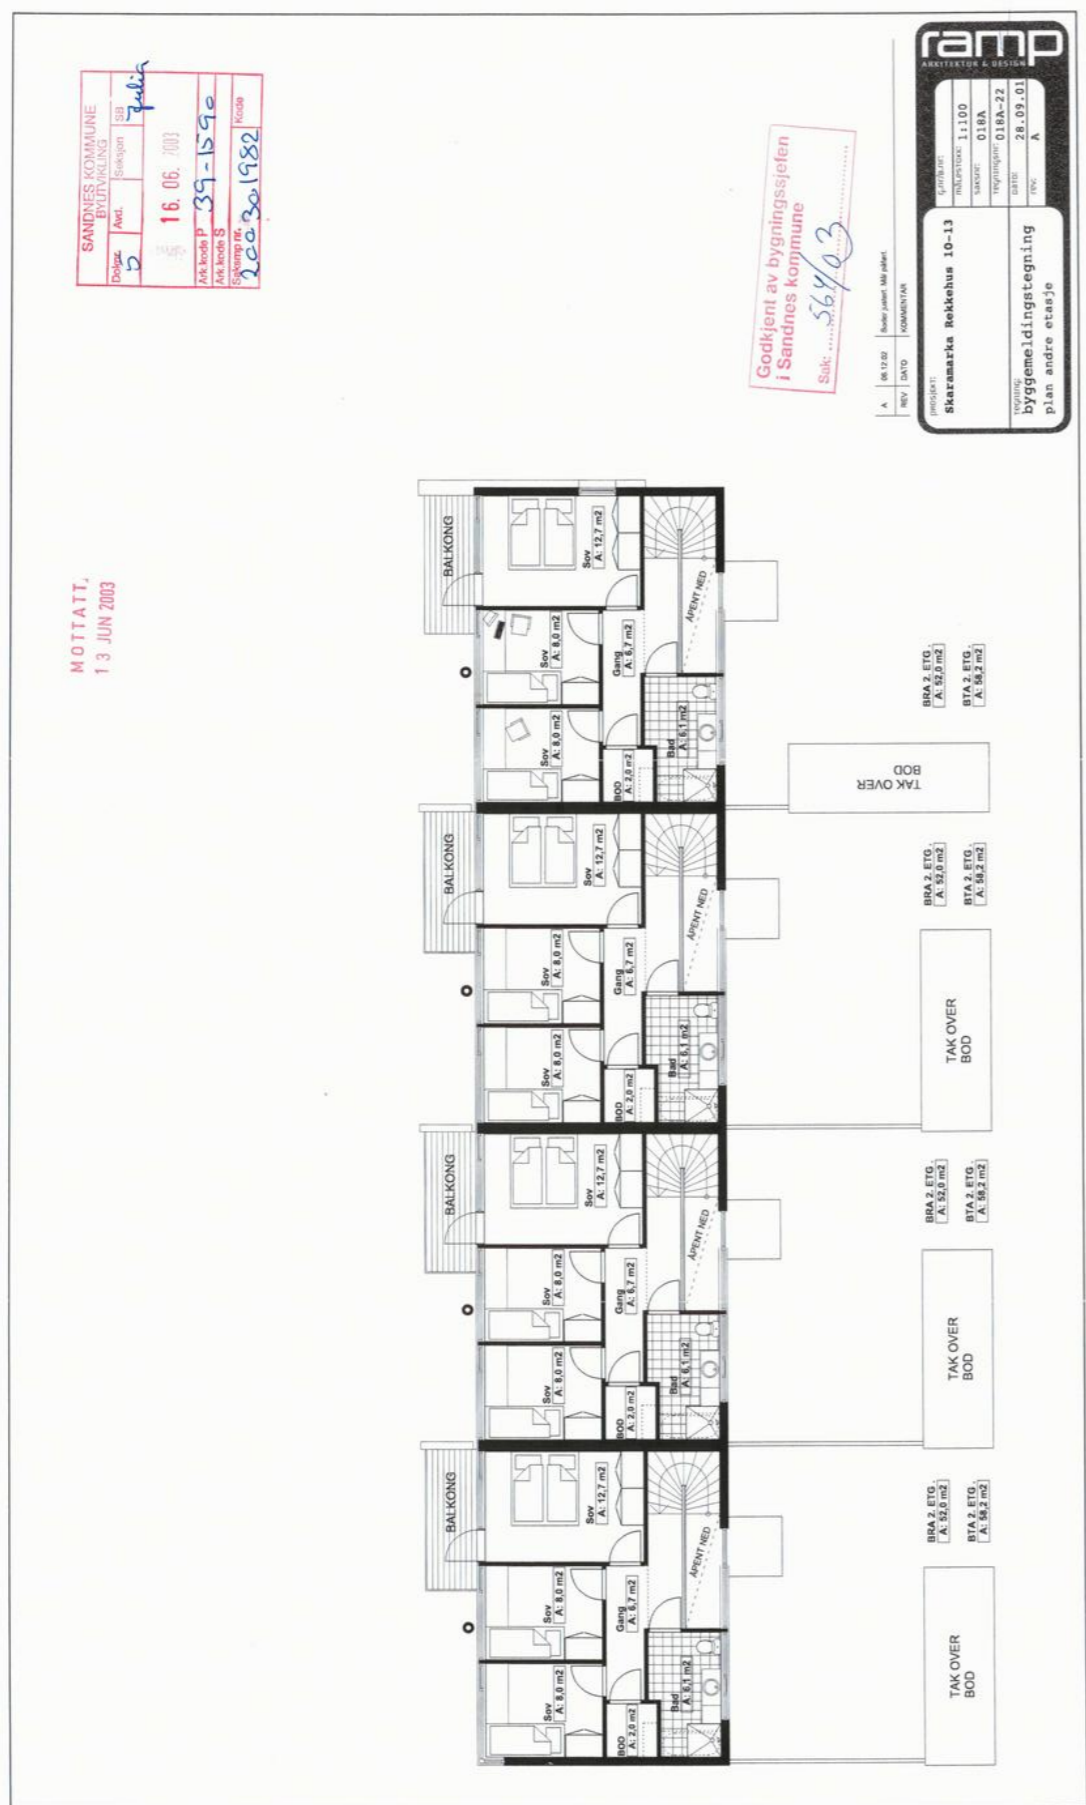 SANDNES KOMMUNE
BYUTVIKLING
Doknr. Avd. Seksjon SB
5 Julia
16. 06. 2003
Ark.kode P 39-1590
Ark.kode S
Saksmp nr. Kode
200301982
MOTTATT
13 JUN 2003
Godkjent av bygningssjefen
i Sandnes kommune
Sak: 564/03
A 06.12.02 Boder justert. Mål påført.
REV DATO KOMMENTAR
ramp
ARKITEKTUR & DESIGN
PROSJEKT:
Skaramarka Rekkehus 10-13
tegning:
byggemeldingstegning
plan andre etasje
g.nr/b.nr:
målestokk: 1:100
saksnr: 018A
tegningsnr: 018A-22
dato: 28.09.01
rev: A
BALKONG
Sov
A: 8,0 m2
Sov
A: 8,0 m2
Sov
A: 12,7 m2
BOD
A: 2,0 m2
Gang
A: 6,7 m2
Bad
A: 6,1 m2
ÅPENT NED
BRA 2. ETG.
A: 52,0 m2
BTA 2. ETG.
A: 58,2 m2
TAK OVER
BOD
BALKONG
Sov
A: 8,0 m2
Sov
A: 8,0 m2
Sov
A: 12,7 m2
BOD
A: 2,0 m2
Gang
A: 6,7 m2
Bad
A: 6,1 m2
ÅPENT NED
BRA 2. ETG.
A: 52,0 m2
BTA 2. ETG.
A: 58,2 m2
TAK OVER
BOD
BALKONG
Sov
A: 8,0 m2
Sov
A: 8,0 m2
Sov
A: 12,7 m2
BOD
A: 2,0 m2
Gang
A: 6,7 m2
Bad
A: 6,1 m2
ÅPENT NED
BRA 2. ETG.
A: 52,0 m2
BTA 2. ETG.
A: 58,2 m2
TAK OVER
BOD
BALKONG
Sov
A: 8,0 m2
Sov
A: 8,0 m2
Sov
A: 12,7 m2
BOD
A: 2,0 m2
Gang
A: 6,7 m2
Bad
A: 6,1 m2
ÅPENT NED
BRA 2. ETG.
A: 52,0 m2
BTA 2. ETG.
A: 58,2 m2
TAK OVER
BOD